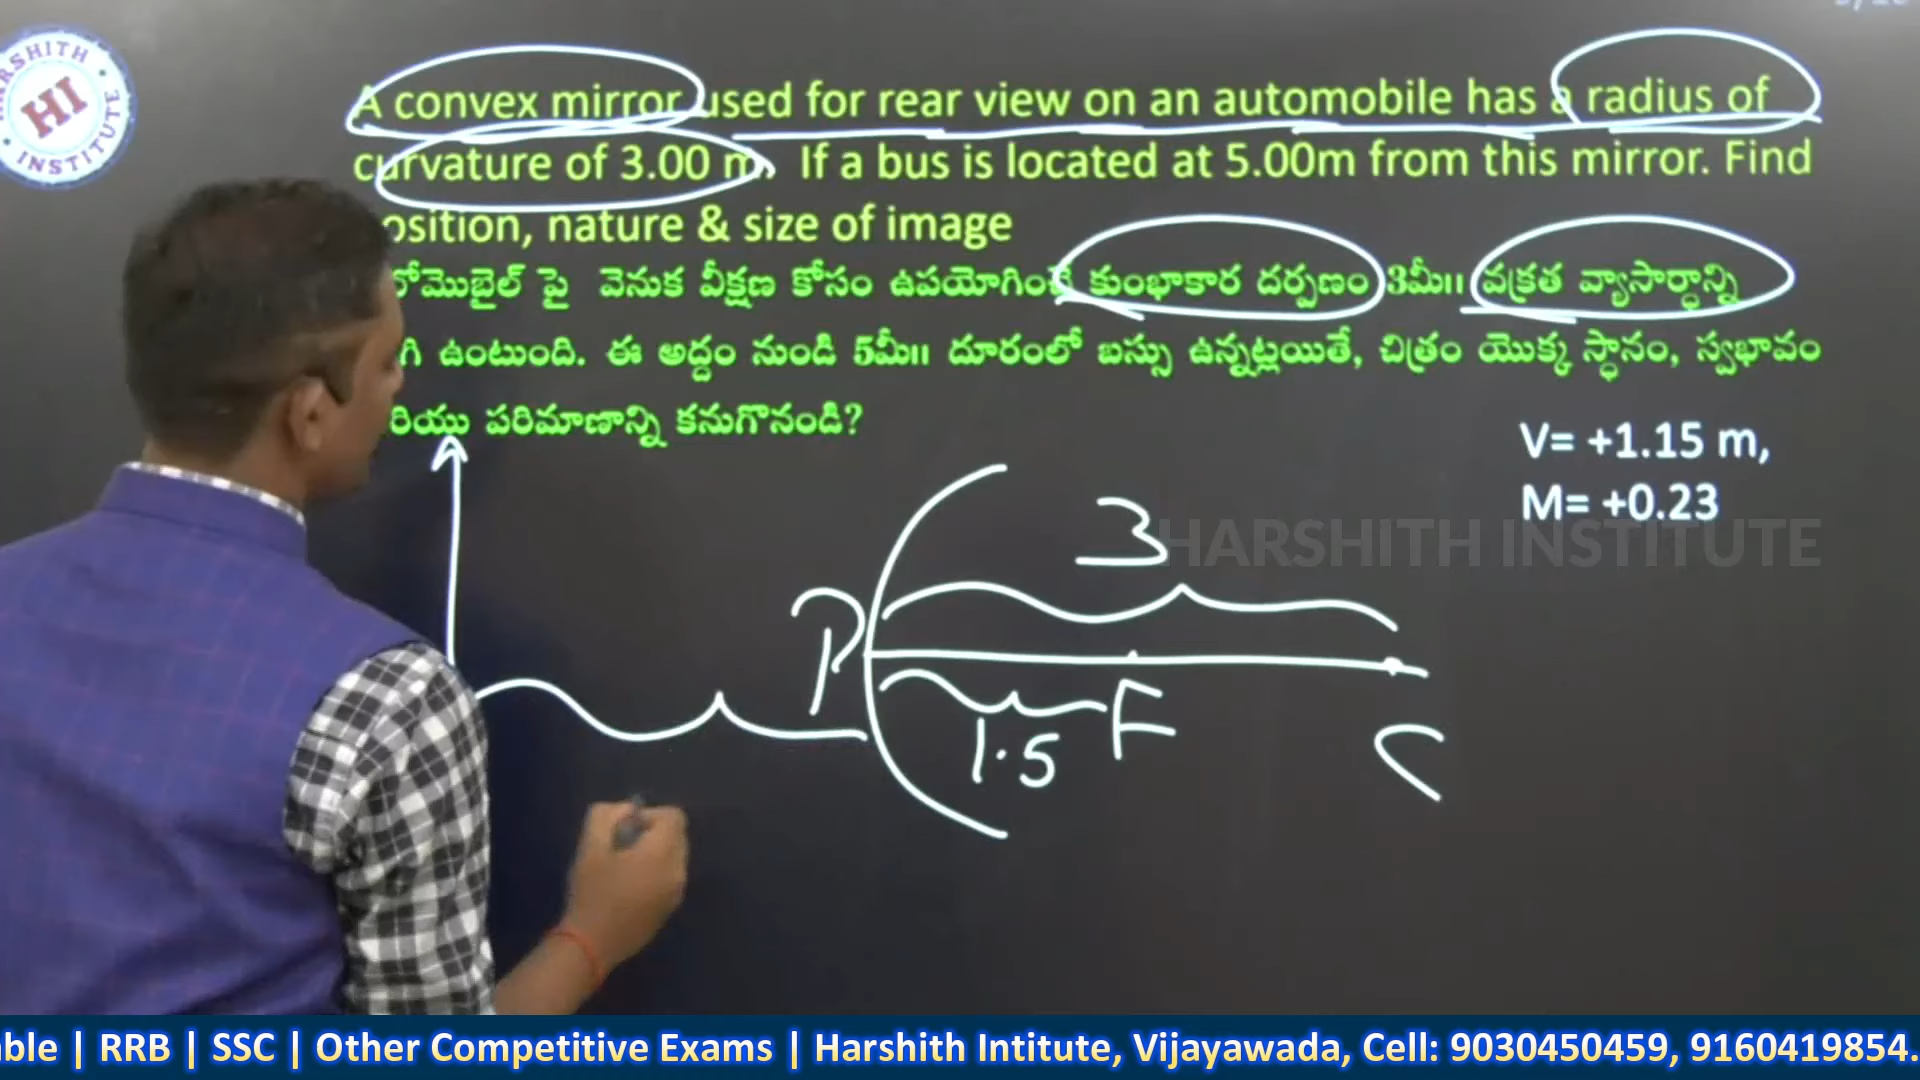 HARSHITH
HI
INSTITUTE
A convex mirror used for rear view on an automobile has a radius of
curvature of 3.00 m. If a bus is located at 5.00m from this mirror. Find
osition, nature & size of image
పై వెనుక వీక్షణ కోసం ఉపయోగించే కుంభాకార దర్పణం 3మీ॥ వక్రత వ్యాసార్ధాన్ని
గి ఉంటుంది. ఈ అద్దం నుండి 5మీ॥ దూరంలో బస్సు ఉన్నట్లయితే, చిత్రం యొక్క స్థానం, స్వభావం
రియు పరిమాణాన్ని కనుగొనండి?
V= +1.15 m,
M= +0.23
HARSHITH INSTITUTE
3
P
F
1.5
C
ble | RRB | SSC | Other Competitive Exams | Harshith Intitute, Vijayawada, Cell: 9030450459, 9160419854.